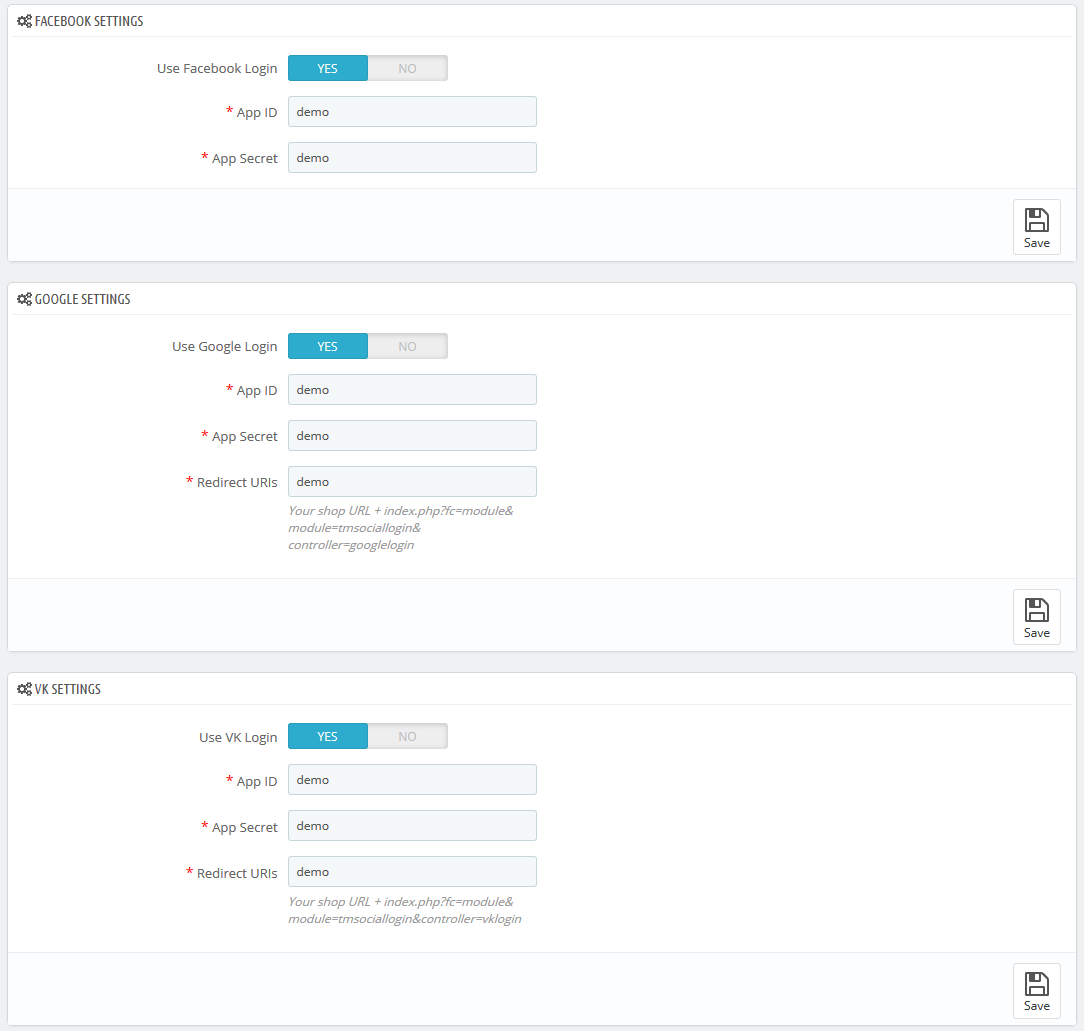 FACEBOOK SETTINGS
Use Facebook Login YES NO
* App ID demo
* App Secret demo
Save
GOOGLE SETTINGS
Use Google Login YES NO
* App ID demo
* App Secret demo
* Redirect URIs demo
Your shop URL + index.php?fc=module&
module=tmsociallogin&
controller=googlelogin
Save
VK SETTINGS
Use VK Login YES NO
* App ID demo
* App Secret demo
* Redirect URIs demo
Your shop URL + index.php?fc=module&
module=tmsociallogin&controller=vklogin
Save